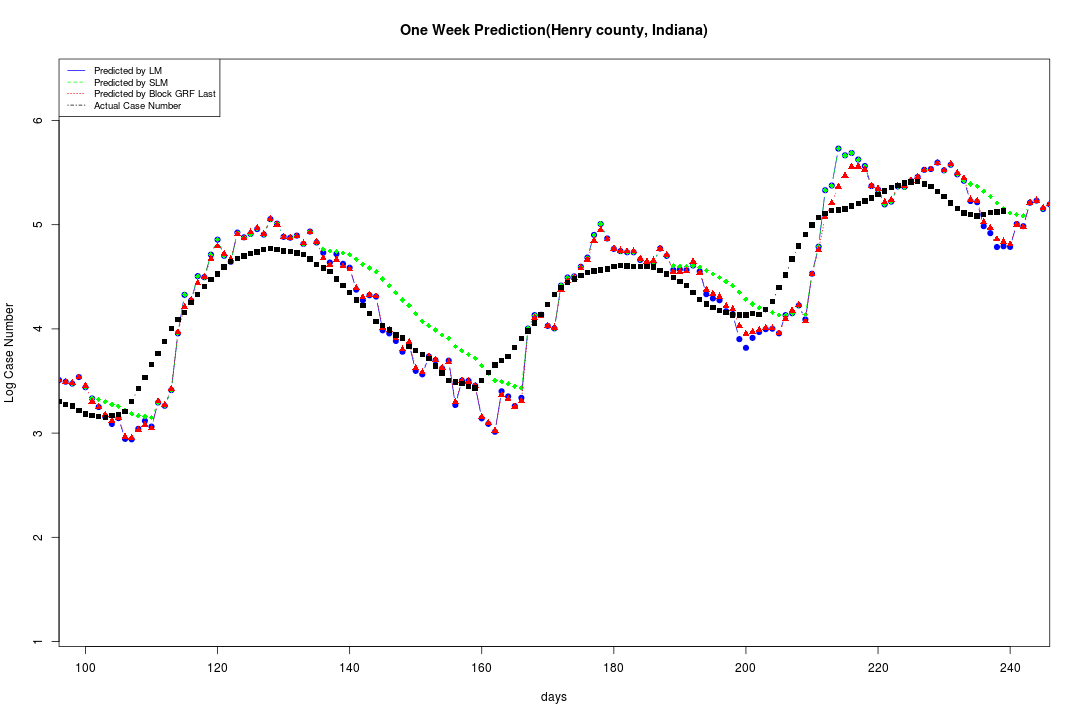 One Week Prediction(Henry county, Indiana)
Predicted by LM
Predicted by SLM
Predicted by Block GRF Last
Actual Case Number
Log Case Number
6
5
4
3
2
1
100 120 140 160 180 200 220 240
days